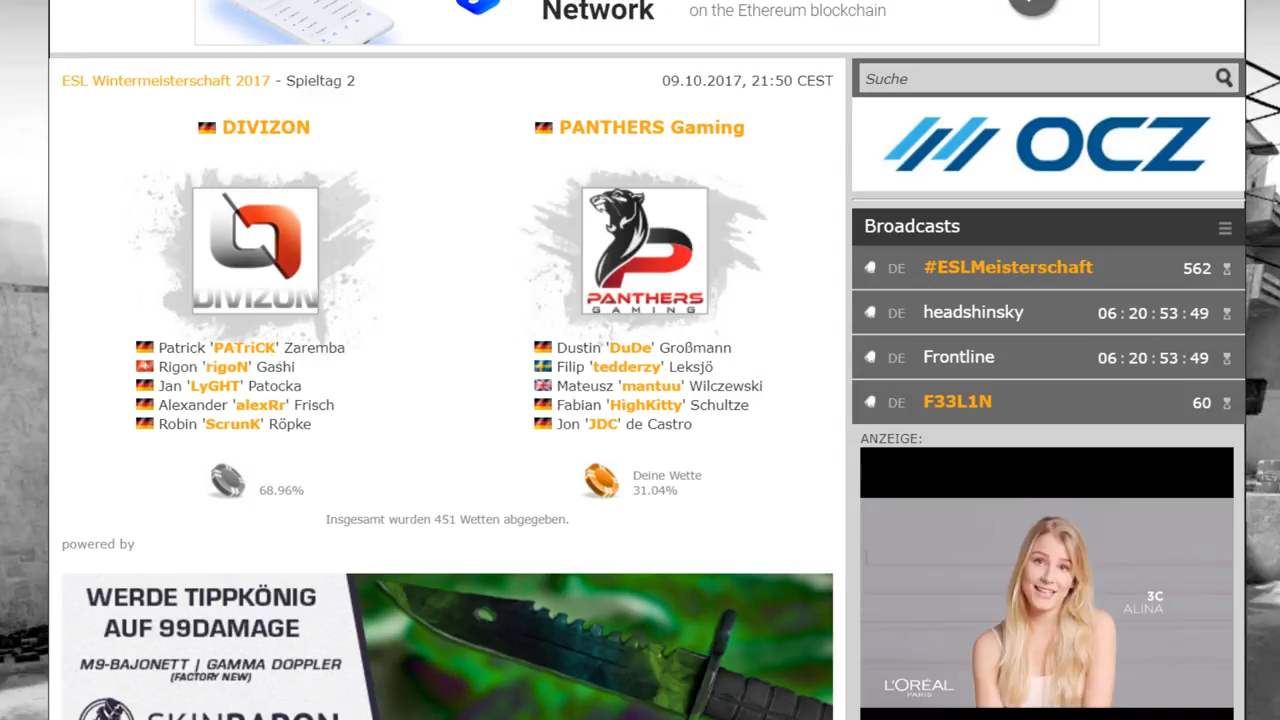 Network
on the Ethereum blockchain
ESL Wintermeisterschaft 2017 - Spieltag 2
09.10.2017, 21:50 CEST
DIVIZON
PANTHERS Gaming
DIVIZON
PANTHERS
GAMING
Patrick 'PATriCK' Zaremba
Rigon 'rigoN' Gashi
Jan 'LyGHT' Patocka
Alexander 'alexRr' Frisch
Robin 'ScrunK' Röpke
Dustin 'DuDe' Großmann
Filip 'tedderzy' Leksjö
Mateusz 'mantuu' Wilczewski
Fabian 'HighKitty' Schultze
Jon 'JDC' de Castro
68.96%
Deine Wette
31.04%
Insgesamt wurden 451 Wetten abgegeben.
powered by
WERDE TIPPKÖNIG
AUF 99DAMAGE
M9-BAJONETT | GAMMA DOPPLER
(FACTORY NEW)
SKINBARON
Suche
OCZ
Broadcasts
DE #ESLMeisterschaft 562
DE headshinsky 06:20:53:49
DE Frontline 06:20:53:49
DE F33L1N 60
ANZEIGE:
3C
ALINA
L'ORÉAL
PARIS